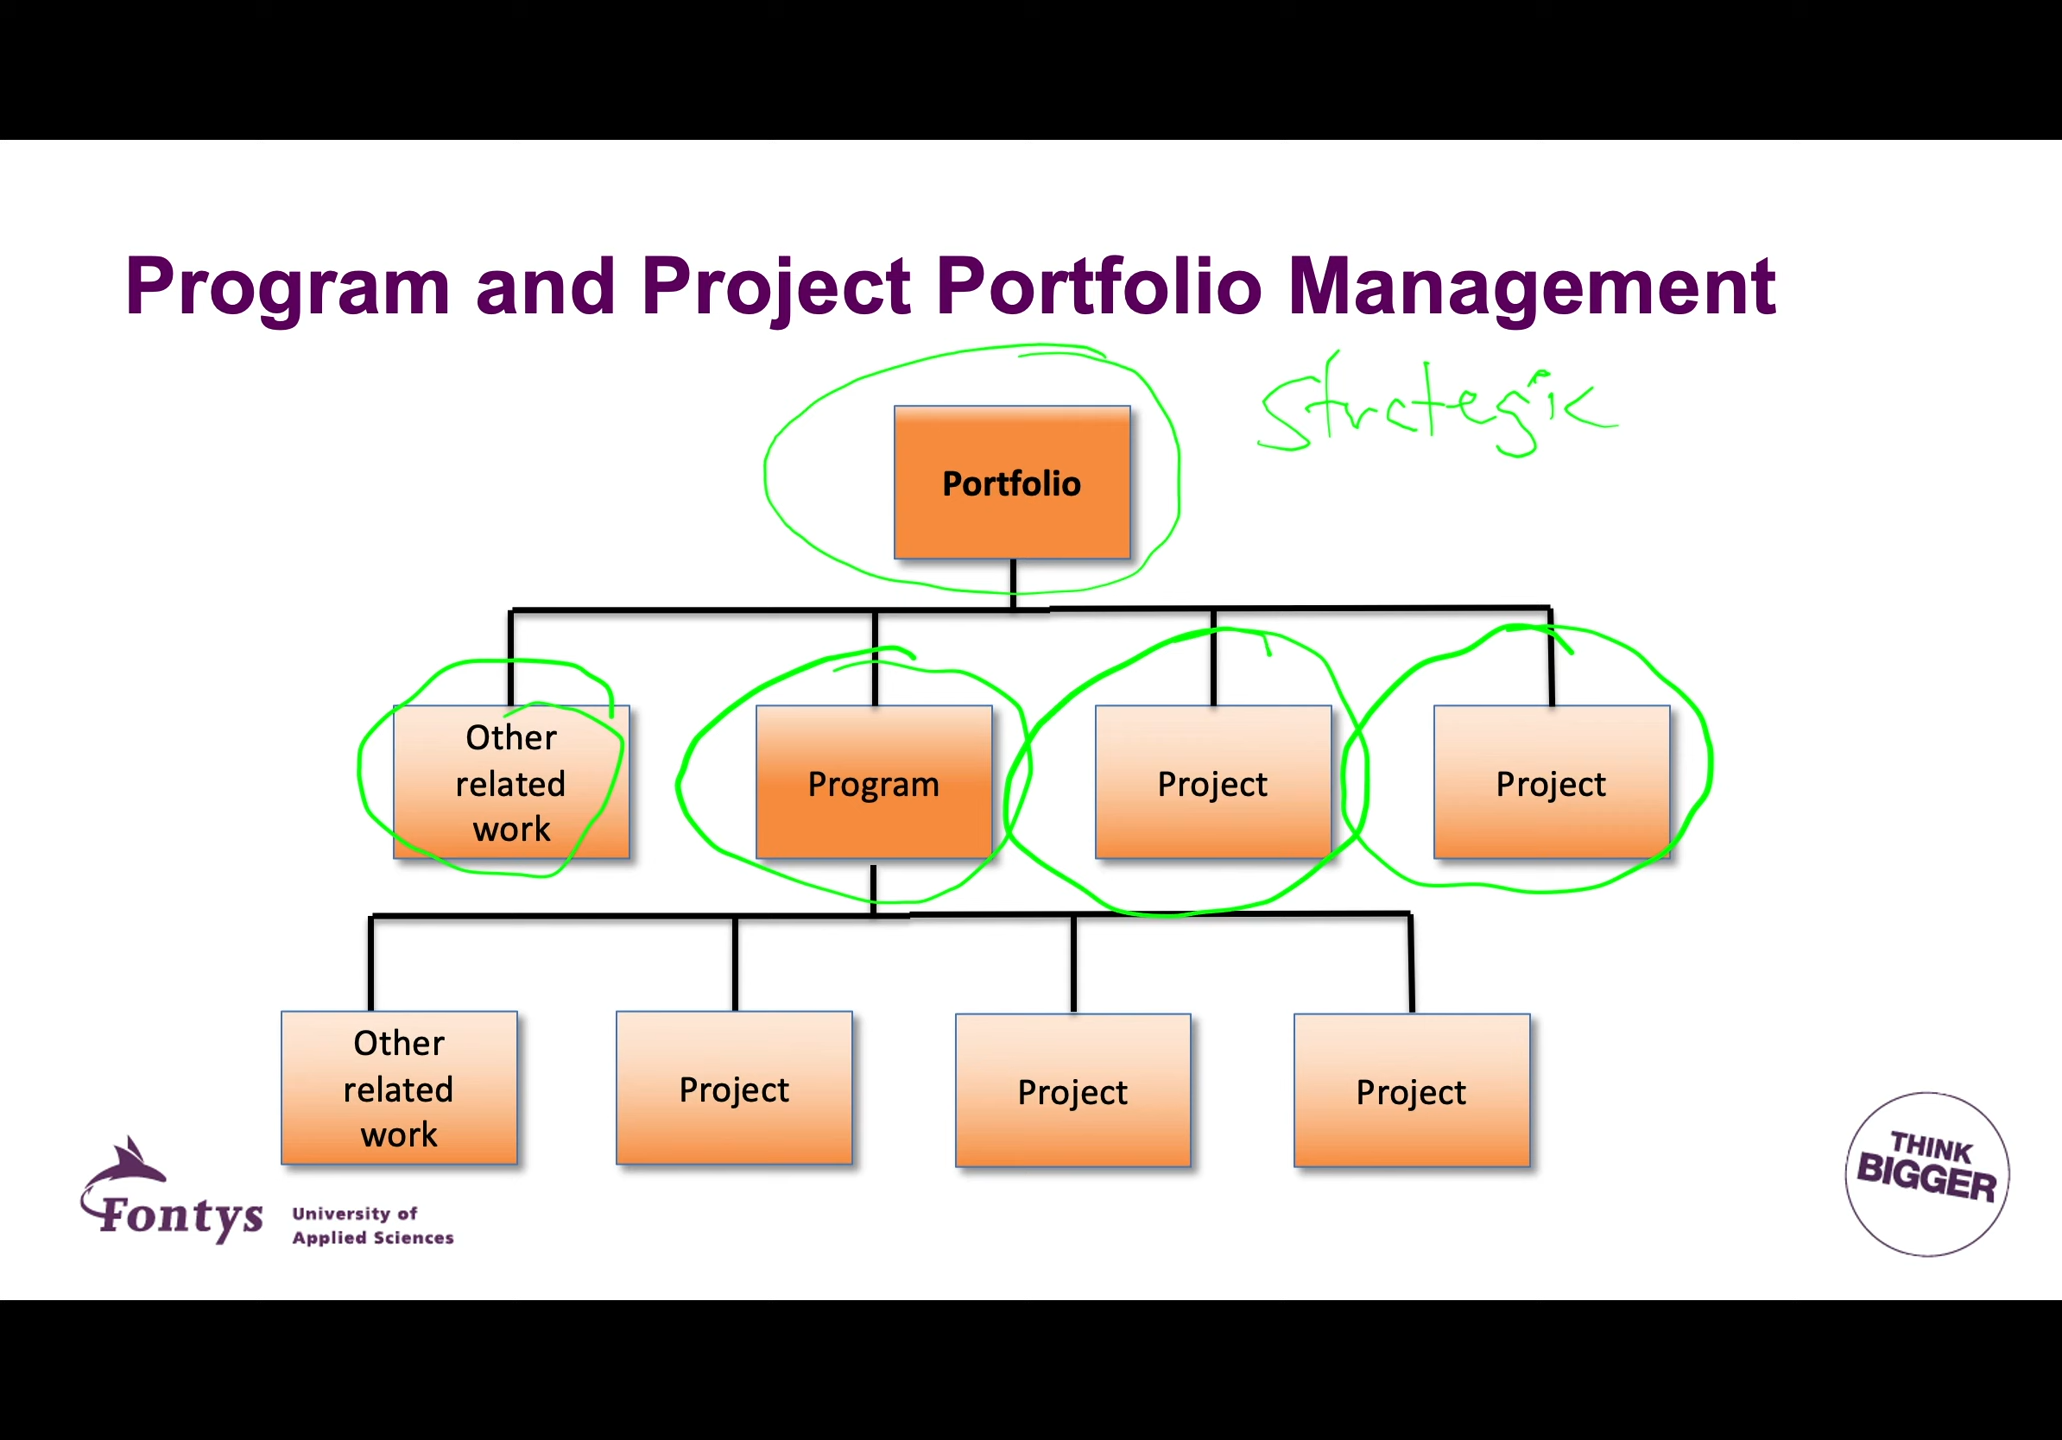 Program and Project Portfolio Management
Strategic
Portfolio
Other
related
work
Program
Project
Project
Other
related
work
Project
Project
Project
Fontys
University of
Applied Sciences
THINK
BIGGER